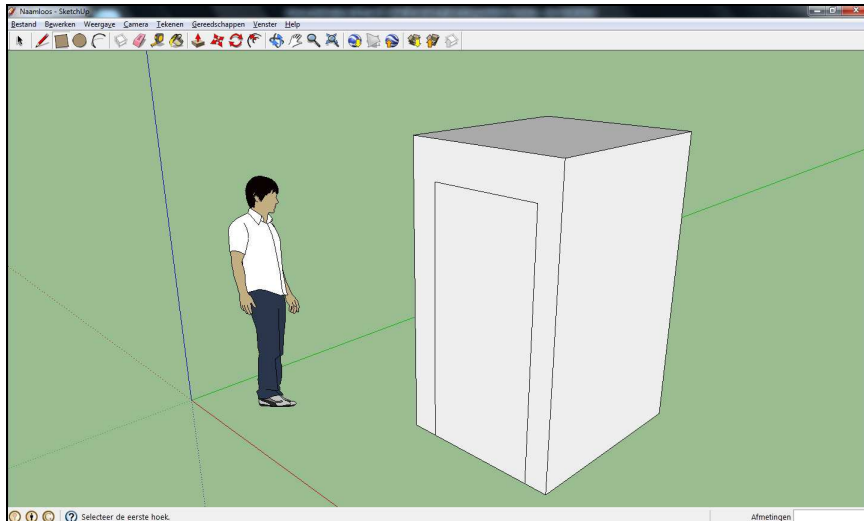 Naamloos - SketchUp
Bestand Bewerken Weergave Camera Tekenen Gereedschappen Venster Help
Selecteer de eerste hoek. Afmetingen